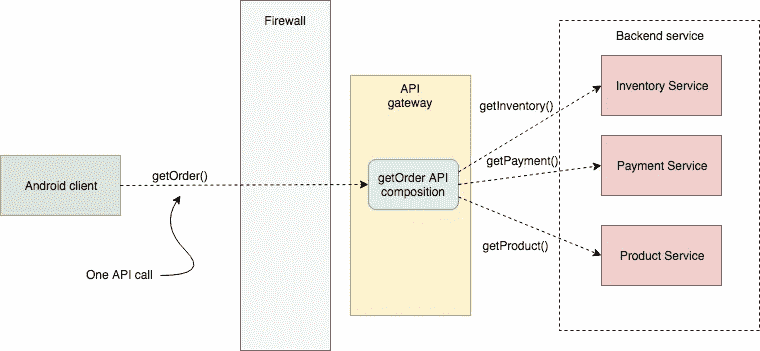 Firewall
Backend service
API
gateway
getInventory()
Inventory Service
getOrder()
Android client
getOrder API
composition
getPayment()
Payment Service
getProduct()
Product Service
One API call